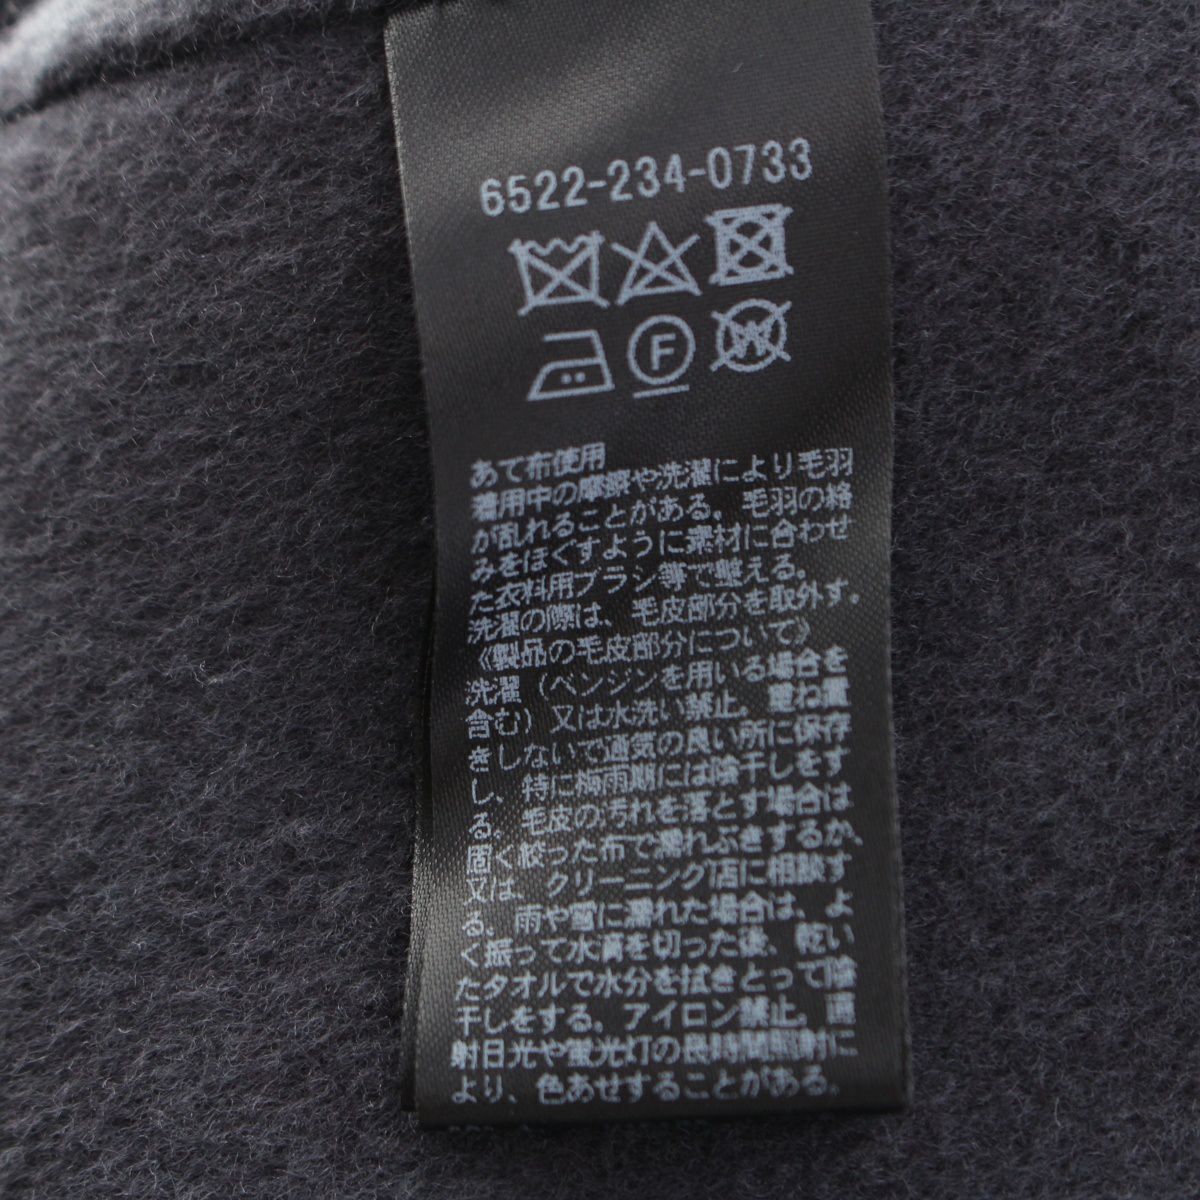 6522-234-0733
F
W
あて布使用
着用中の摩擦や洗濯により毛羽
が乱れることがある。毛羽の絡
みをほぐすように素材に合わせ
た衣料用ブラシ等で整える。
洗濯の際は、毛皮部分を取外す。
《製品の毛皮部分について》
洗濯（ベンジンを用いる場合を
含む）又は水洗い禁止。重ね置
きしないで通気の良い所に保存
し、特に梅雨期には陰干しをす
る。毛皮の汚れを落とす場合は
固く絞った布で濡れぶきするか、
又は、クリーニング店に相談す
る。雨や雪に濡れた場合は、よ
く振って水滴を切った後、乾い
たタオルで水分を拭きとって陰
干しをする。アイロン禁止。直
射日光や蛍光灯の長時間照射に
より、色あせすることがある。